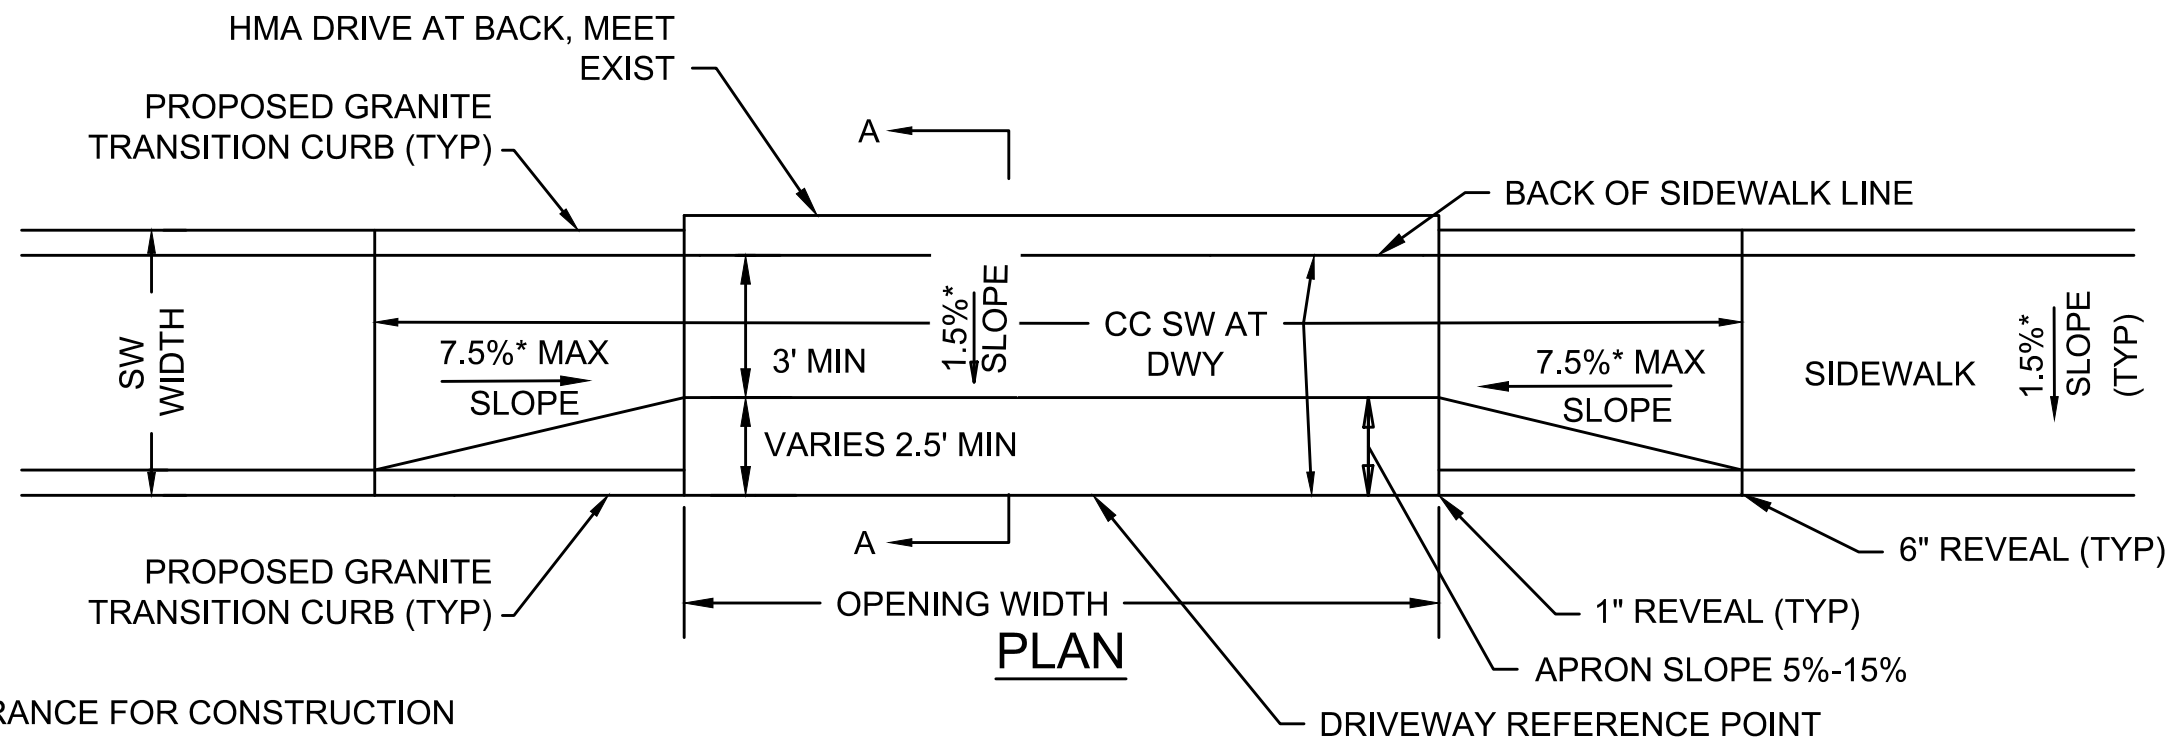 HMA DRIVE AT BACK, MEET
EXIST
PROPOSED GRANITE
TRANSITION CURB (TYP)
A
BACK OF SIDEWALK LINE
SW
WIDTH
7.5%* MAX
SLOPE
3' MIN
1.5%*
SLOPE
CC SW AT
DWY
7.5%* MAX
SLOPE
SIDEWALK
1.5%*
SLOPE
(TYP)
VARIES 2.5' MIN
A
PROPOSED GRANITE
TRANSITION CURB (TYP)
OPENING WIDTH
6" REVEAL (TYP)
1" REVEAL (TYP)
PLAN
APRON SLOPE 5%-15%
DRIVEWAY REFERENCE POINT
FOR CONSTRUCTION